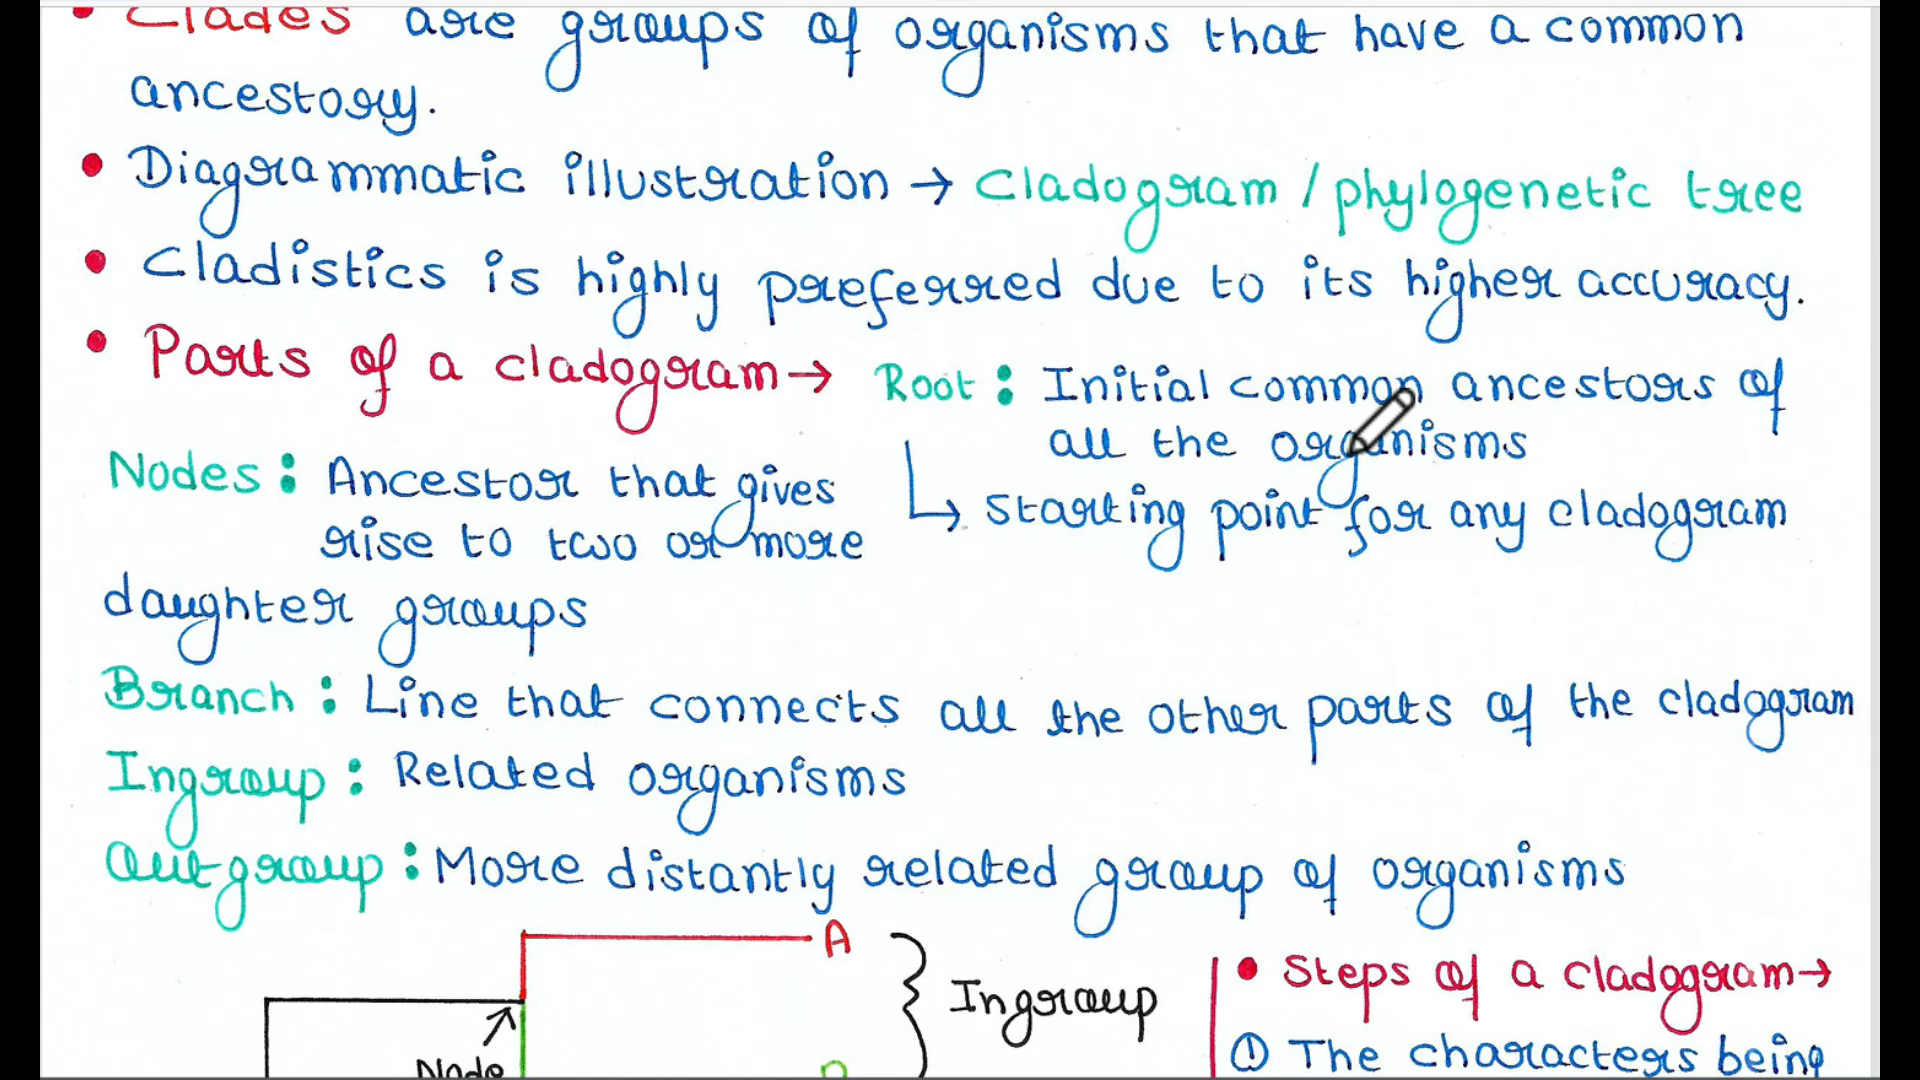 • Clades are groups of organisms that have a common
ancestory.
• Diagrammatic illustration → Cladogram / phylogenetic tree
• Cladistics is highly preferred due to its higher accuracy.
• Parts of a cladogram → Root: Initial common ancestors of
all the organisms
↳ Starting point for any cladogram
Nodes: Ancestor that gives
rise to two or more
daughter groups
Branch: Line that connects all the other parts of the cladogram
Ingroup: Related organisms
Outgroup: More distantly related group of organisms
A
Ingroup
Node
• Steps of a cladogram →
① The characters being